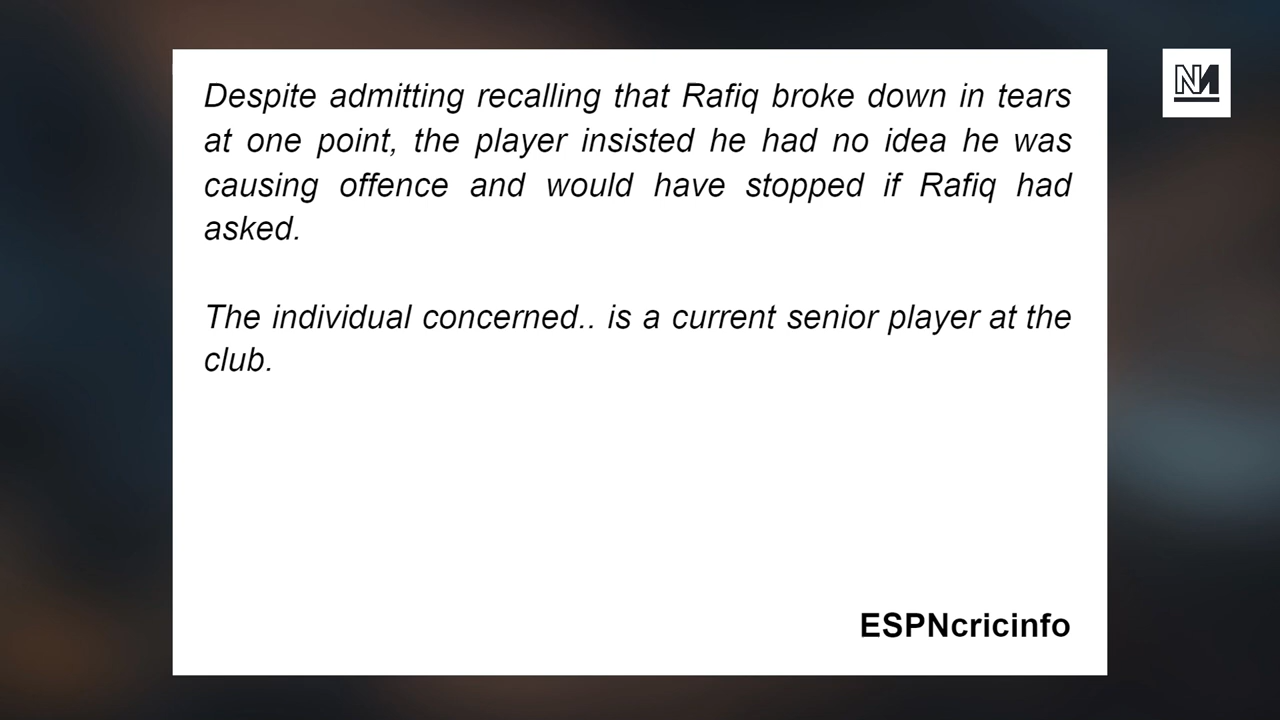 Despite admitting recalling that Rafiq broke down in tears
at one point, the player insisted he had no idea he was
causing offence and would have stopped if Rafiq had
asked.
The individual concerned.. is a current senior player at the
club.
ESPNcricinfo
NM